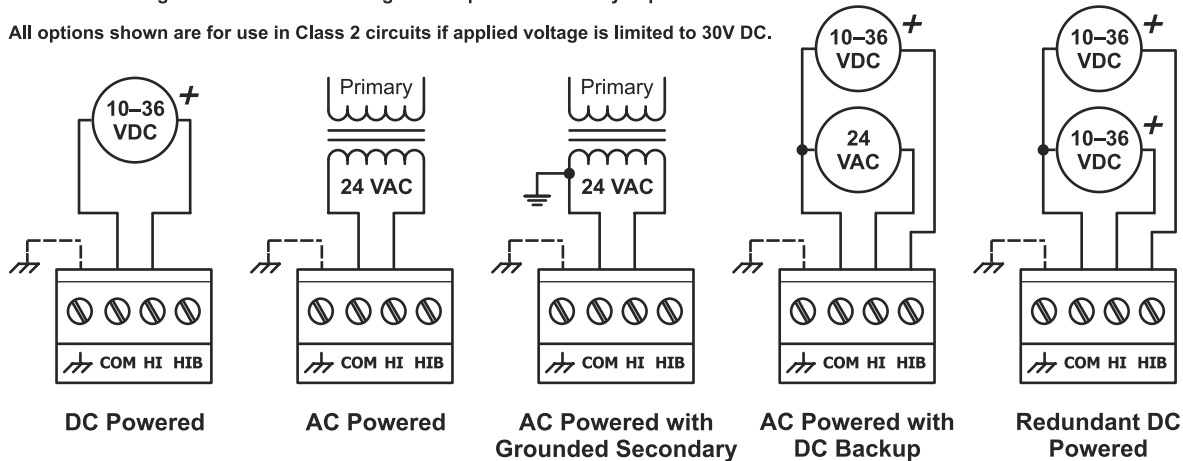 All options shown are for use in Class 2 circuits if applied voltage is limited to 30V DC.
10–36 VDC +
COM HI HIB
DC Powered
Primary
24 VAC
COM HI HIB
AC Powered
Primary
24 VAC
COM HI HIB
AC Powered with
Grounded Secondary
10–36 VDC +
24 VAC
COM HI HIB
AC Powered with
DC Backup
10–36 VDC +
10–36 VDC +
COM HI HIB
Redundant DC
Powered